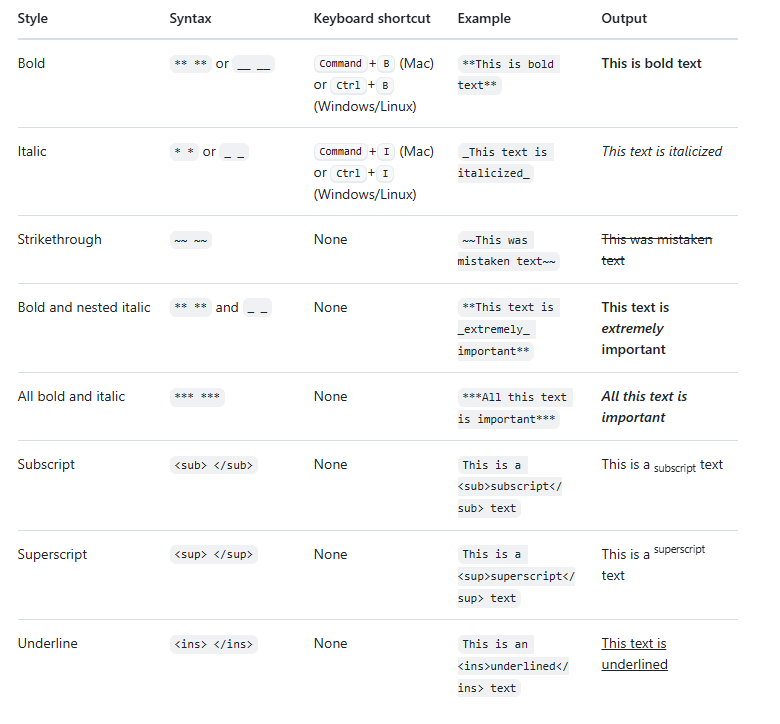 Style Syntax Keyboard shortcut Example Output
Bold ** ** or __ __ Command + B (Mac) **This is bold This is bold text
or Ctrl + B text**
(Windows/Linux)
Italic * * or _ _ Command + I (Mac) _This text is This text is italicized
or Ctrl + I italicized_
(Windows/Linux)
Strikethrough ~~ ~~ None ~~This was This was mistaken
mistaken text~~ text
Bold and nested italic ** ** and _ _ None **This text is This text is
_extremely_ extremely
important** important
All bold and italic *** *** None ***All this text All this text is
is important*** important
Subscript <sub> </sub> None This is a This is a subscript text
<sub>subscript</
sub> text
Superscript <sup> </sup> None This is a This is a superscript
<sup>superscript</ text
sup> text
Underline <ins> </ins> None This is an This text is
<ins>underlined</ underlined
ins> text